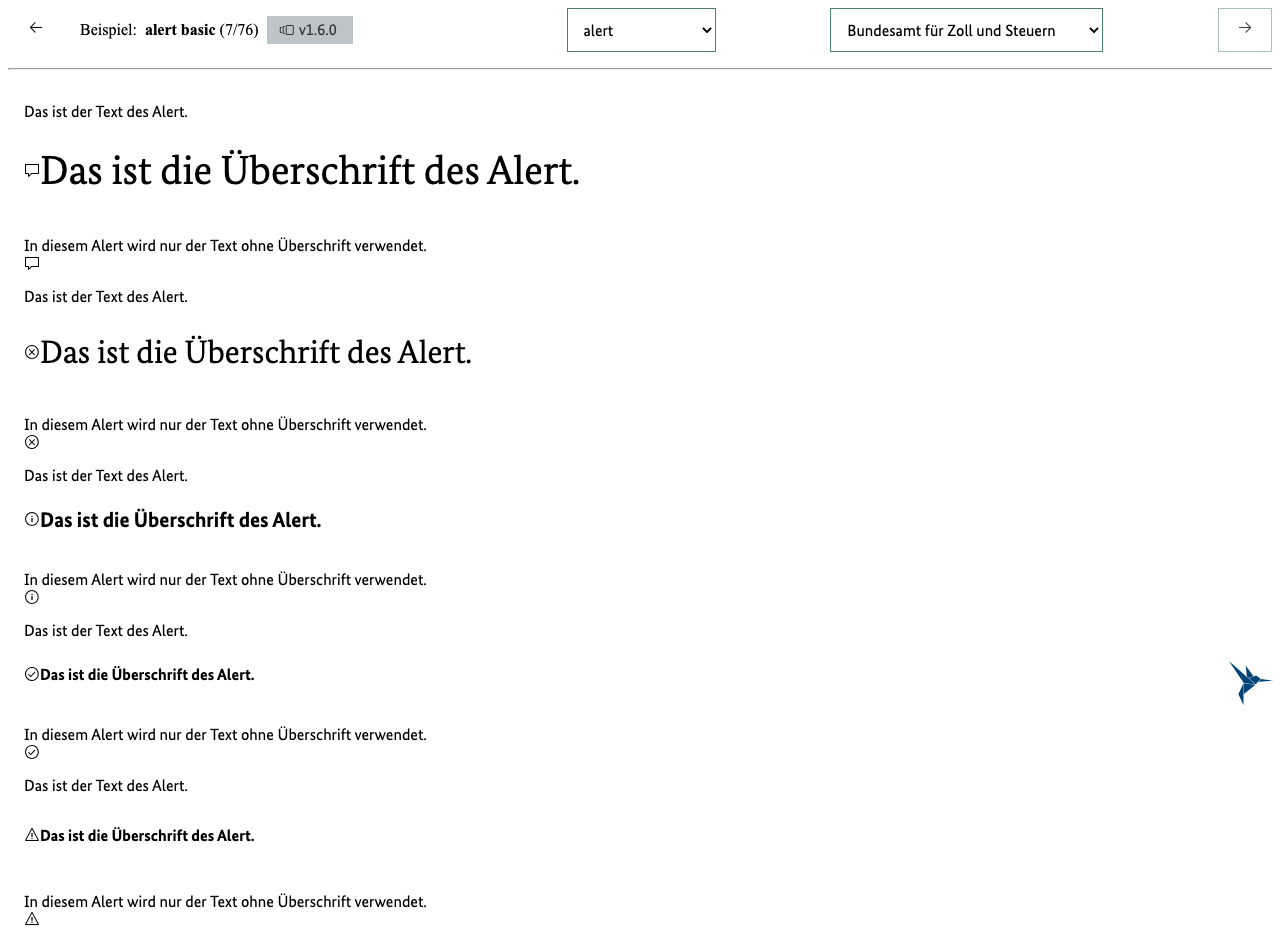 Beispiel: alert basic (7/76) v1.6.0 alert Bundesamt für Zoll und Steuern
Das ist der Text des Alert.
Das ist die Überschrift des Alert.
In diesem Alert wird nur der Text ohne Überschrift verwendet.
Das ist der Text des Alert.
Das ist die Überschrift des Alert.
In diesem Alert wird nur der Text ohne Überschrift verwendet.
Das ist der Text des Alert.
Das ist die Überschrift des Alert.
In diesem Alert wird nur der Text ohne Überschrift verwendet.
Das ist der Text des Alert.
Das ist die Überschrift des Alert.
In diesem Alert wird nur der Text ohne Überschrift verwendet.
Das ist der Text des Alert.
Das ist die Überschrift des Alert.
In diesem Alert wird nur der Text ohne Überschrift verwendet.